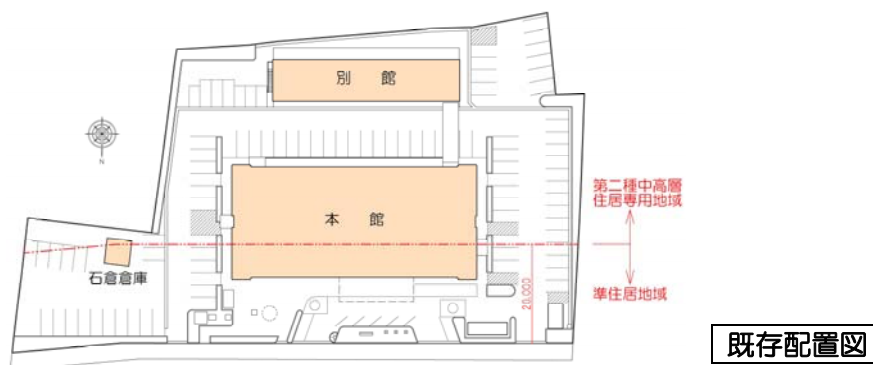 別 館
N
本 館
石倉倉庫
20,000
第二種中高層
住居専用地域
準住居地域
既存配置図